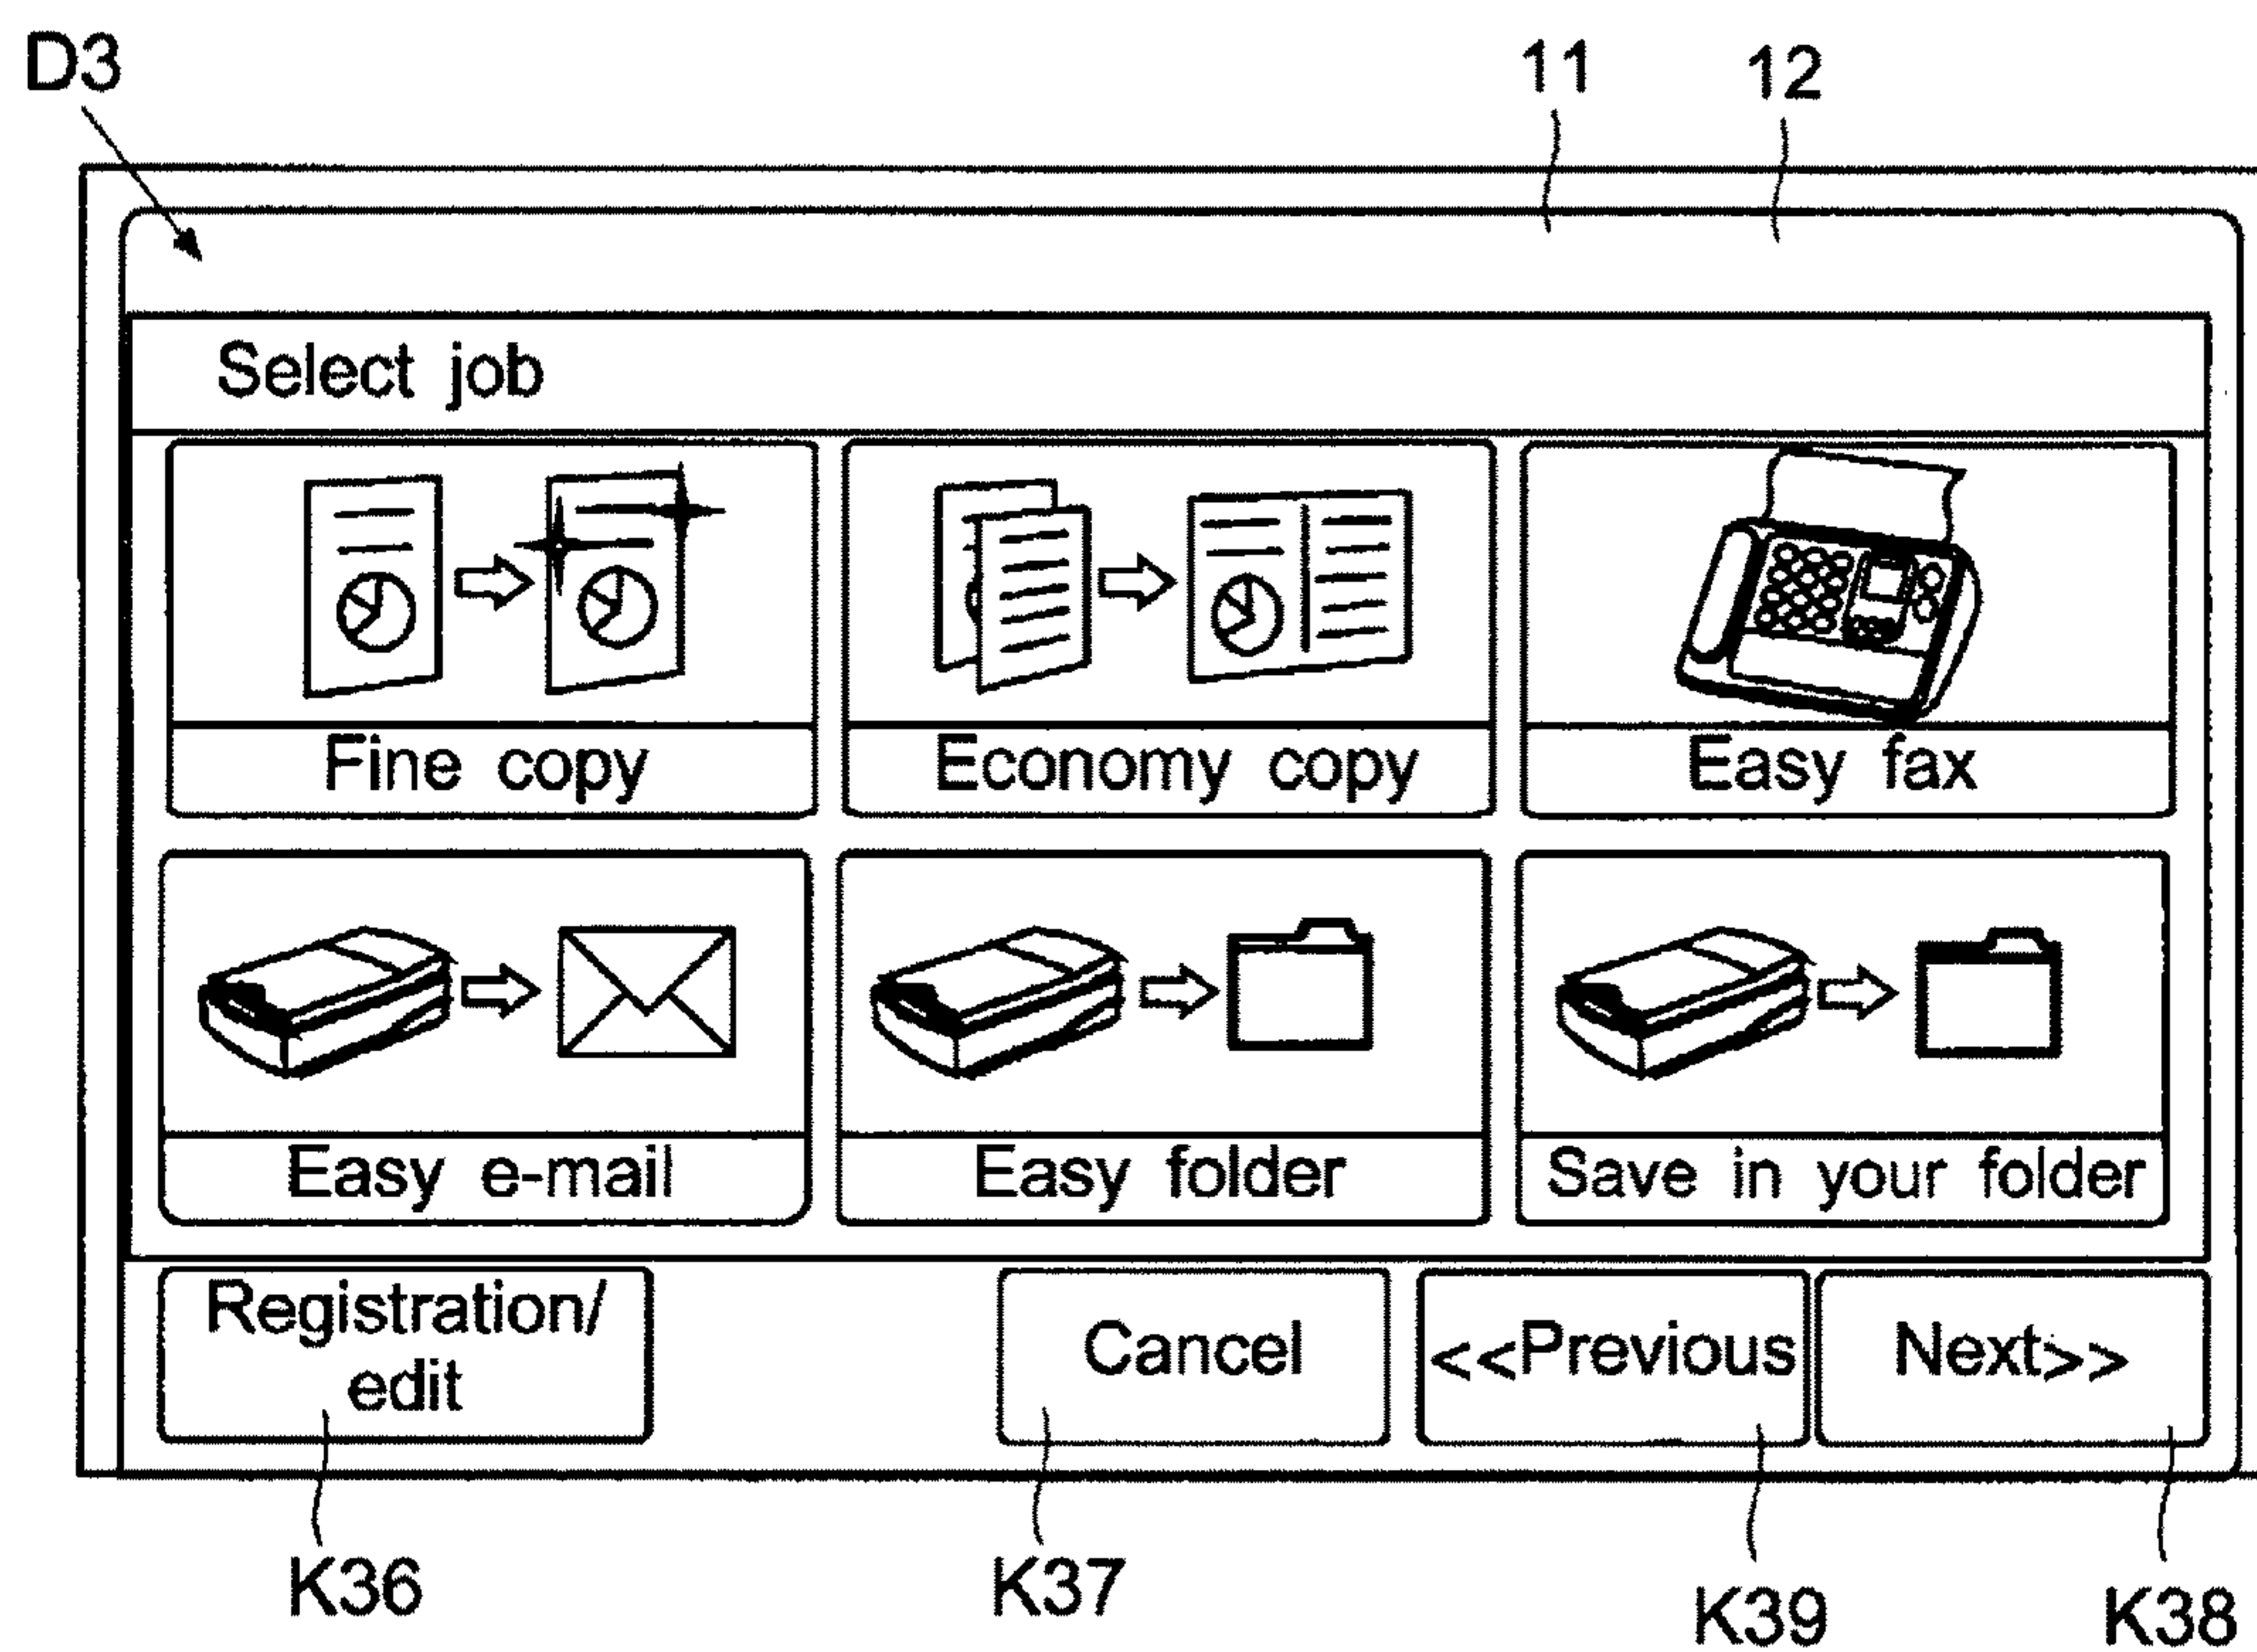 D3
11
12
Select job
Fine copy
Economy copy
Easy fax
Easy e-mail
Easy folder
Save in your folder
Registration/
edit
Cancel
<<Previous
Next>>
K36
K37
K39
K38